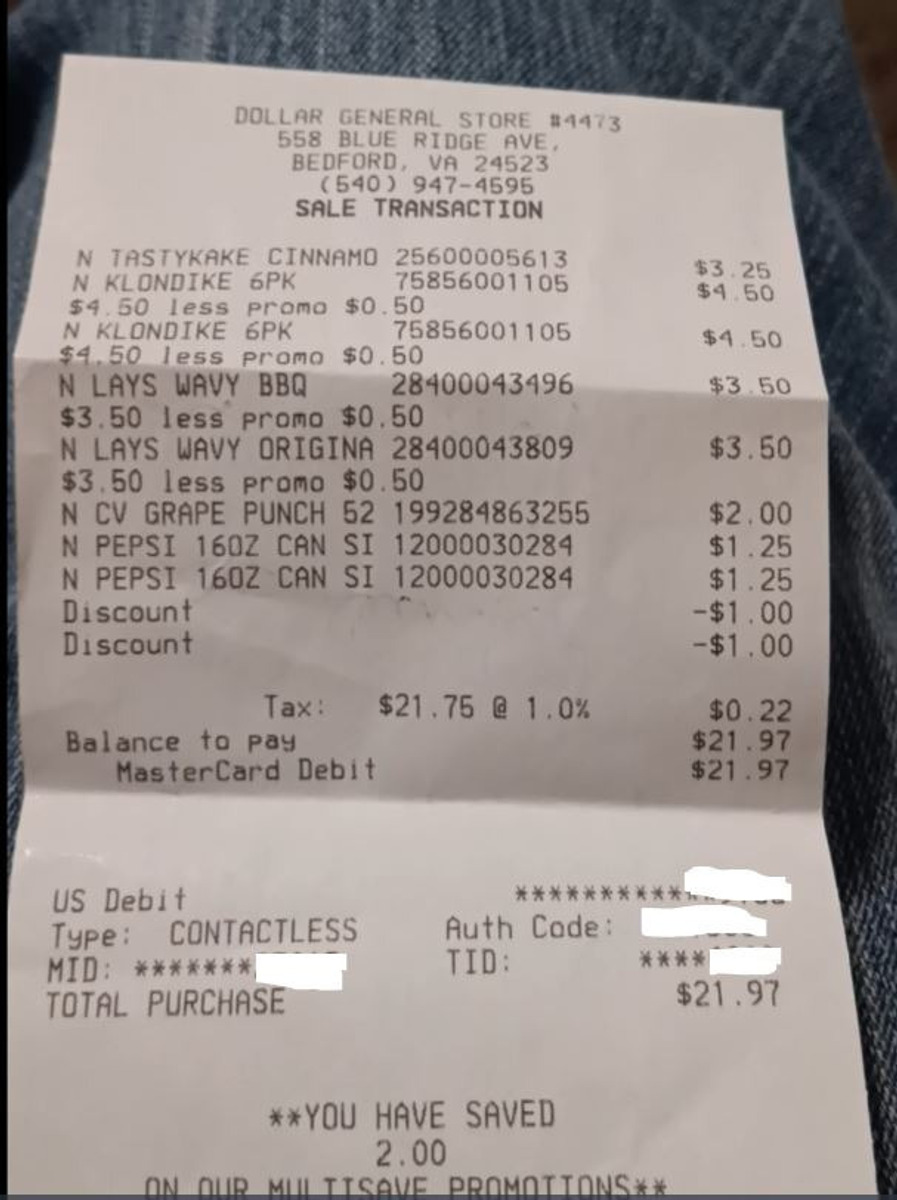 DOLLAR GENERAL STORE #4473
558 BLUE RIDGE AVE,
BEDFORD, VA 24523
(540) 947-4595
SALE TRANSACTION
N TASTYKAKE CINNAMO 25600005613 $3.25
N KLONDIKE 6PK 75856001105 $4.50
$4.50 less promo $0.50
N KLONDIKE 6PK 75856001105 $4.50
$4.50 less promo $0.50
N LAYS WAVY BBQ 28400043496 $3.50
$3.50 less promo $0.50
N LAYS WAVY ORIGINA 28400043809 $3.50
$3.50 less promo $0.50
N CV GRAPE PUNCH 52 199284863255 $2.00
N PEPSI 16OZ CAN SI 12000030284 $1.25
N PEPSI 16OZ CAN SI 12000030284 $1.25
Discount -$1.00
Discount -$1.00
Tax: $21.75 @ 1.0% $0.22
Balance to pay $21.97
MasterCard Debit $21.97
US Debit ************
Type: CONTACTLESS Auth Code:
MID: ******* TID: ****
TOTAL PURCHASE $21.97
**YOU HAVE SAVED
2.00
ON OUR MULTISAVE PROMOTIONS**